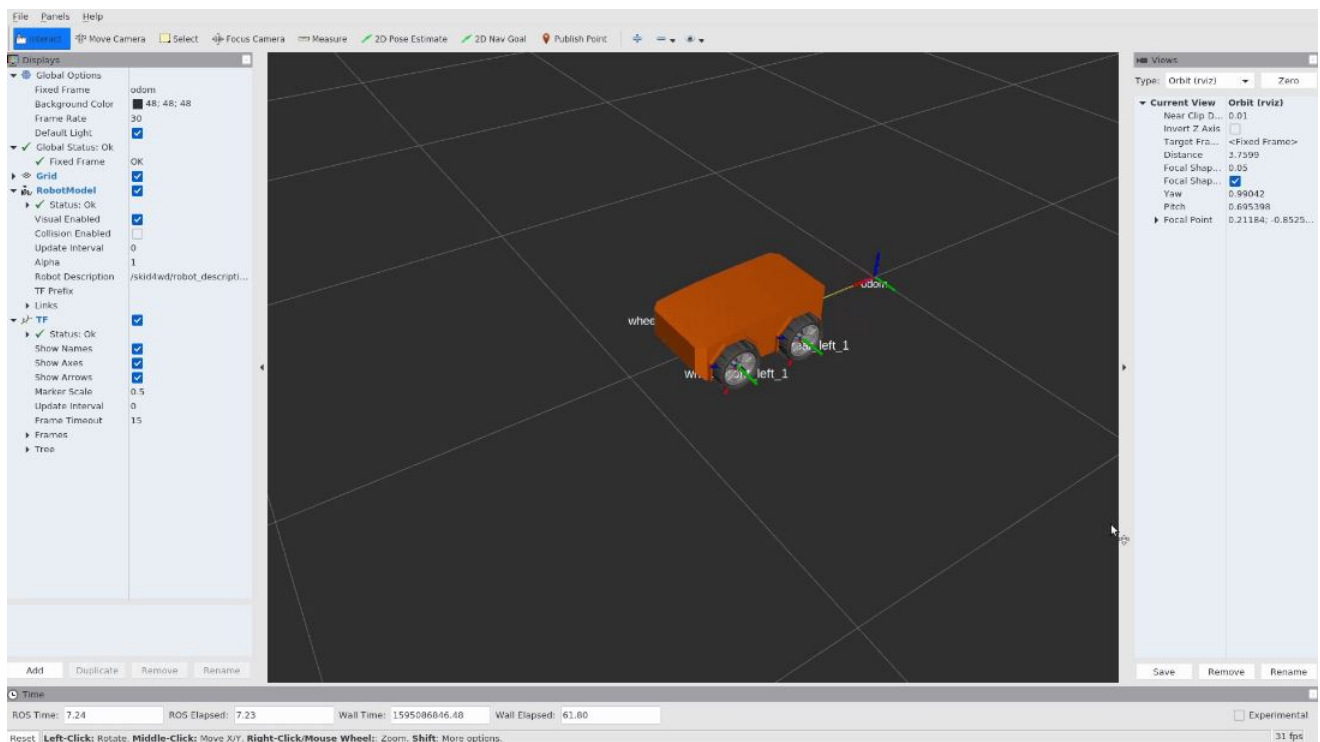 File Panels Help
Interact Move Camera Select Focus Camera Measure 2D Pose Estimate 2D Nav Goal Publish Point
Displays
Global Options
Fixed Frame odom
Background Color 48; 48; 48
Frame Rate 30
Default Light
Global Status: Ok
Fixed Frame OK
Grid
RobotModel
Status: Ok
Visual Enabled
Collision Enabled
Update Interval 0
Alpha 1
Robot Description /skid4wd/robot_descripti...
TF Prefix
Links
TF
Status: Ok
Show Names
Show Axes
Show Arrows
Marker Scale 0.5
Update Interval 0
Frame Timeout 15
Frames
Tree
Add Duplicate Remove Rename
odom
whee
left_1
left_1
Views
Type: Orbit (rviz) Zero
Current View Orbit (rviz)
Near Clip D... 0.01
Invert Z Axis
Target Fra... <Fixed Frame>
Distance 3.7599
Focal Shap... 0.05
Focal Shap...
Yaw 0.99042
Pitch 0.695398
Focal Point 0.21184; -0.8525...
Save Remove Rename
Time
ROS Time: 7.24 ROS Elapsed: 7.23 Wall Time: 1595086846.48 Wall Elapsed: 61.80 Experimental
Reset Left-Click: Rotate. Middle-Click: Move X/Y. Right-Click/Mouse Wheel:: Zoom. Shift: More options. 31 fps